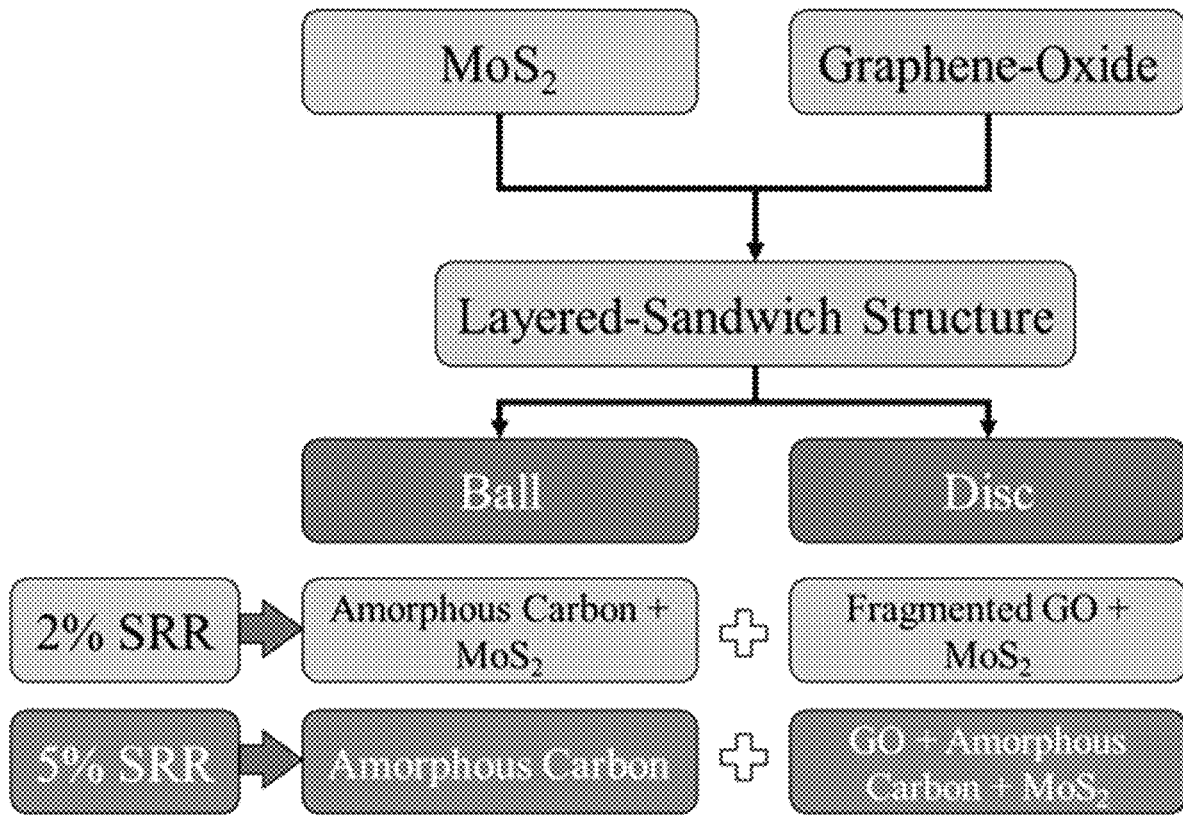 MoS₂
Graphene-Oxide
Layered-Sandwich Structure
Ball
Disc
2% SRR
Amorphous Carbon +
MoS₂
Fragmented GO +
MoS₂
5% SRR
Amorphous Carbon
GO + Amorphous
Carbon + MoS₂